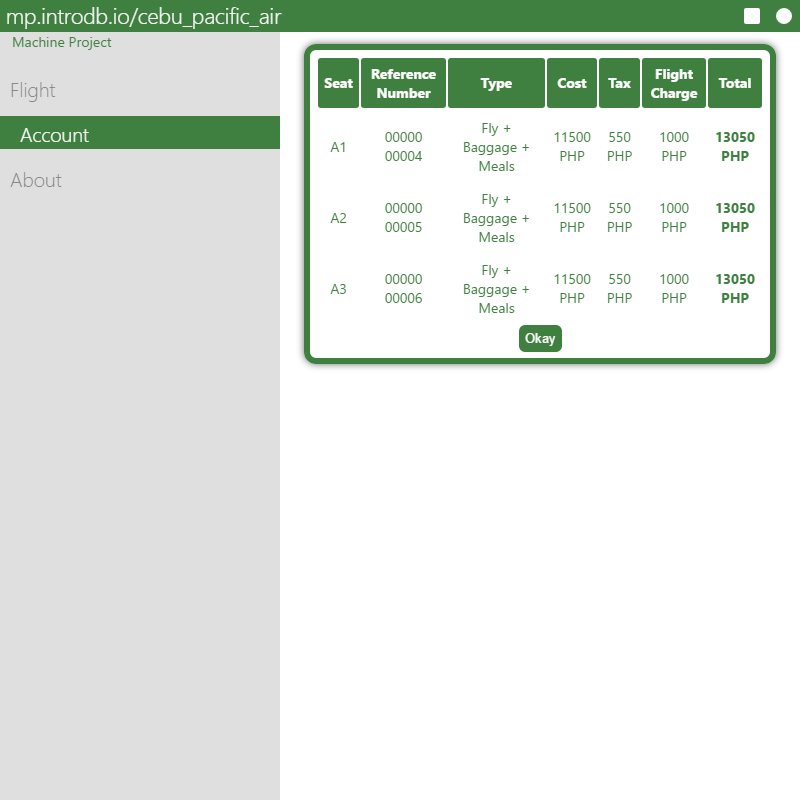 mp.introdb.io/cebu_pacific_air
Machine Project
Flight
Account
About
Seat Reference Number Type Cost Tax Flight Charge Total
A1 00000 00004 Fly + Baggage + Meals 11500 PHP 550 PHP 1000 PHP 13050 PHP
A2 00000 00005 Fly + Baggage + Meals 11500 PHP 550 PHP 1000 PHP 13050 PHP
A3 00000 00006 Fly + Baggage + Meals 11500 PHP 550 PHP 1000 PHP 13050 PHP
Okay